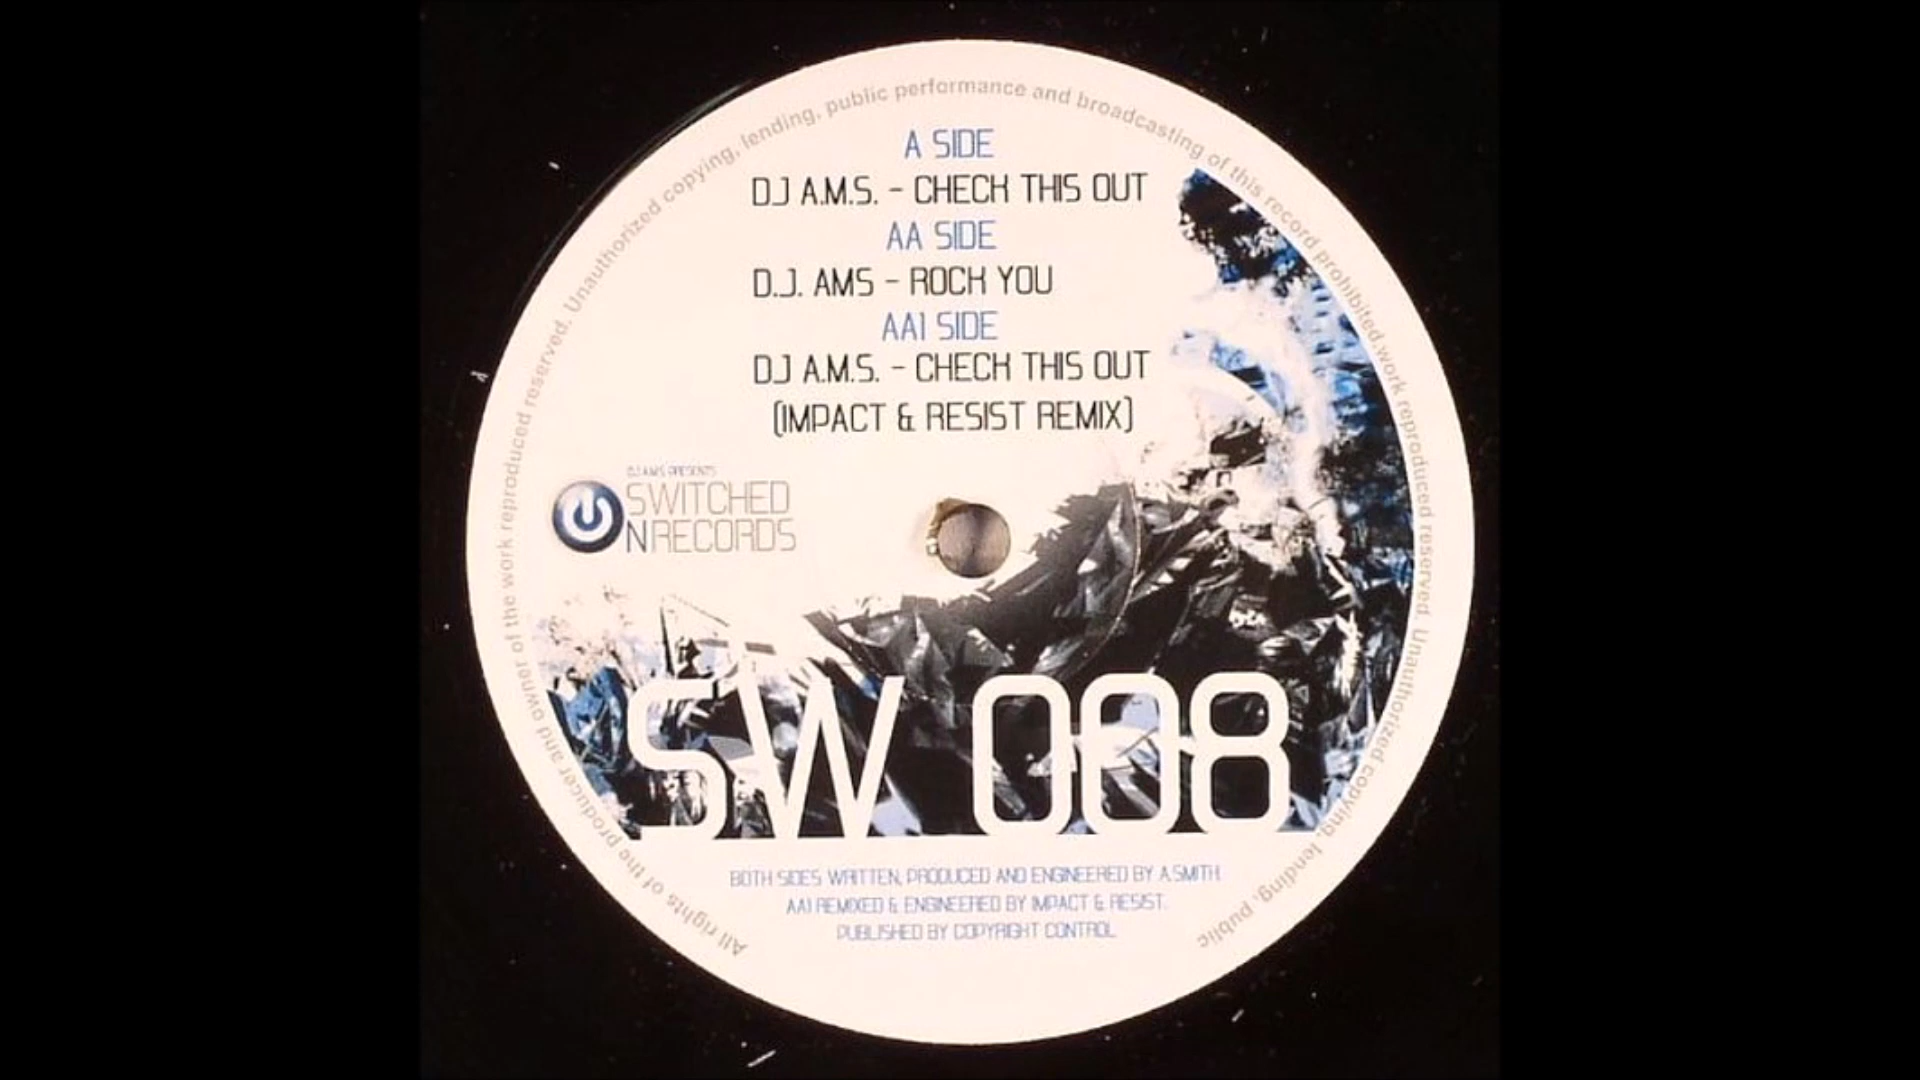 All rights of the producer and owner of the work reproduced reserved. Unauthorized copying, lending, public performance and broadcasting of this record prohibited.work reproduced reserved. Unauthorized copying, lending, public
A SIDE
DJ A.M.S. - CHECK THIS OUT
AA SIDE
D.J. AMS - ROCK YOU
AA1 SIDE
DJ A.M.S. - CHECK THIS OUT
(IMPACT & RESIST REMIX)
DJ A.M.S. PRESENTS
SWITCHED
N RECORDS
SW 008
BOTH SIDES WRITTEN, PRODUCED AND ENGINEERED BY A.SMITH.
AA1 REMIXED & ENGINEERED BY IMPACT & RESIST.
PUBLISHED BY COPYRIGHT CONTROL